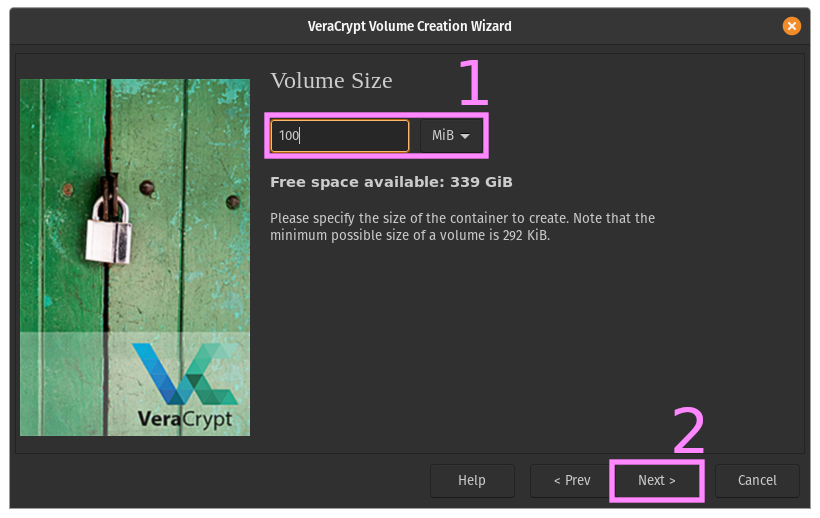 VeraCrypt Volume Creation Wizard
Volume Size
1
100
MiB
Free space available: 339 GiB
Please specify the size of the container to create. Note that the
minimum possible size of a volume is 292 KiB.
VeraCrypt
2
Help
< Prev
Next >
Cancel